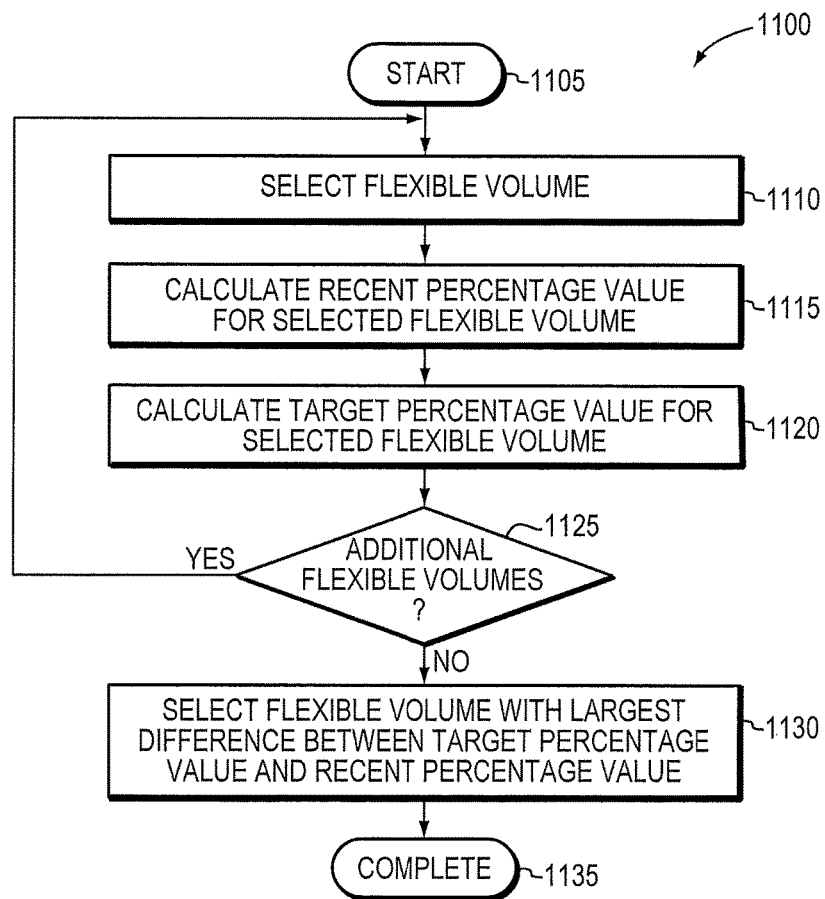 1100
START
1105
SELECT FLEXIBLE VOLUME
1110
CALCULATE RECENT PERCENTAGE VALUE
FOR SELECTED FLEXIBLE VOLUME
1115
CALCULATE TARGET PERCENTAGE VALUE FOR
SELECTED FLEXIBLE VOLUME
1120
1125
YES
ADDITIONAL
FLEXIBLE VOLUMES
?
NO
SELECT FLEXIBLE VOLUME WITH LARGEST
DIFFERENCE BETWEEN TARGET PERCENTAGE
VALUE AND RECENT PERCENTAGE VALUE
1130
COMPLETE
1135